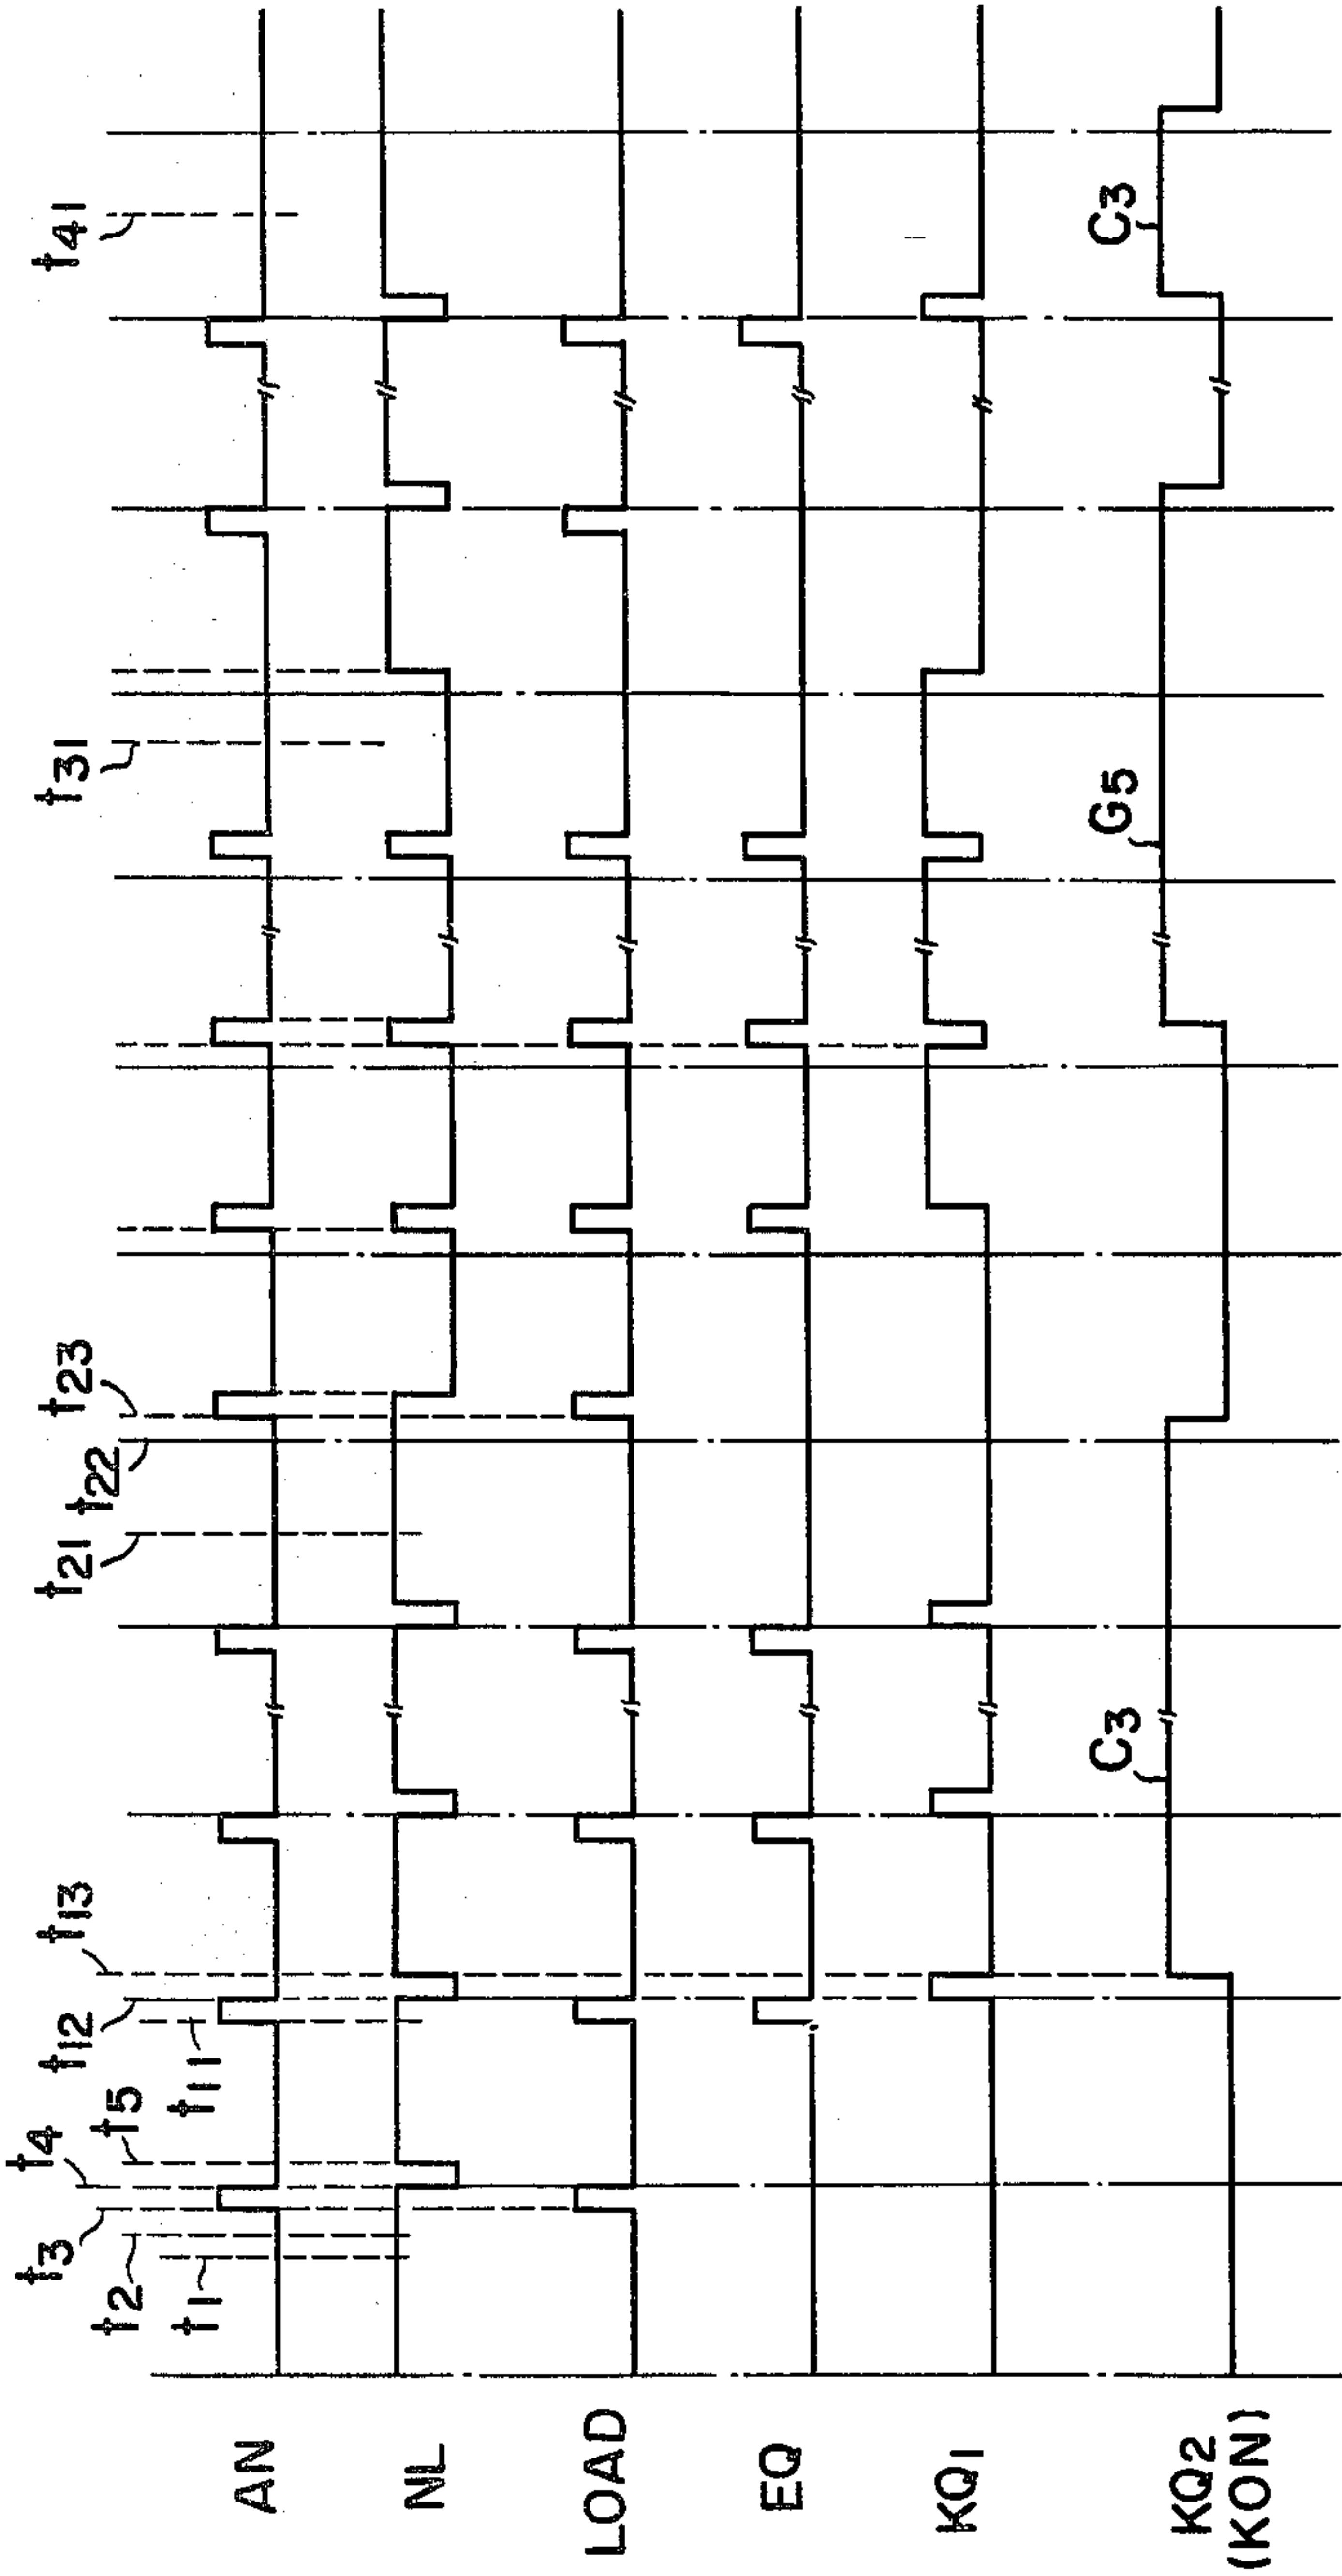 AN
NL
LOAD
EQ
KQ1
KQ2
(KON)
t1
t2
t3
t4
t5
t11
t12
t13
t21
t22
t23
t31
t41
C3
G5
C3